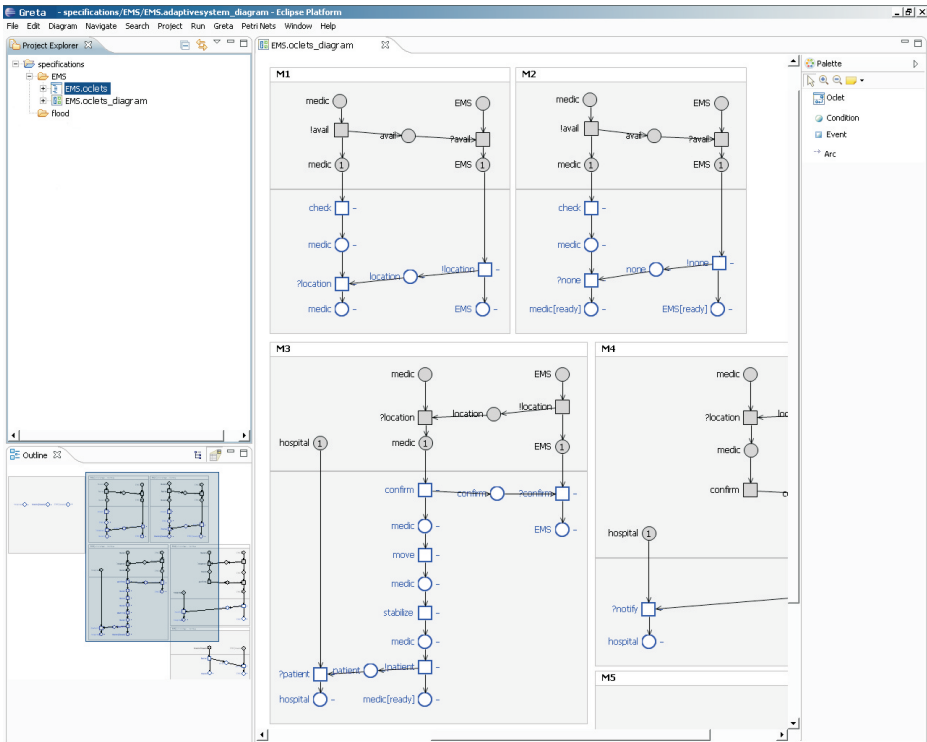 Greta - specifications/EMS/EMS.adaptivesystem_diagram - Eclipse Platform
File Edit Diagram Navigate Search Project Run Greta Petri Nets Window Help
Project Explorer
specifications
EMS
EMS.oclets
EMS.oclets_diagram
flood
Outline
EMS.oclets_diagram
M1
medic
EMS
!avail
avail
?avail
medic 1
EMS 1
check
medic
!location
location
?location
medic
EMS
M2
medic
EMS
!avail
avail
?avail
medic 1
EMS 1
check
medic
!none
none
?none
medic[ready]
EMS[ready]
M3
medic
EMS
!location
location
?location
hospital 1
medic 1
EMS 1
confirm
confirm
?confirm
medic
EMS
move
medic
stabilize
medic
!patient
patient
?patient
hospital
medic[ready]
M4
medic
?location
loca
medic
confirm
hospital 1
?notify
hospital
M5
Palette
Oclet
Condition
Event
Arc